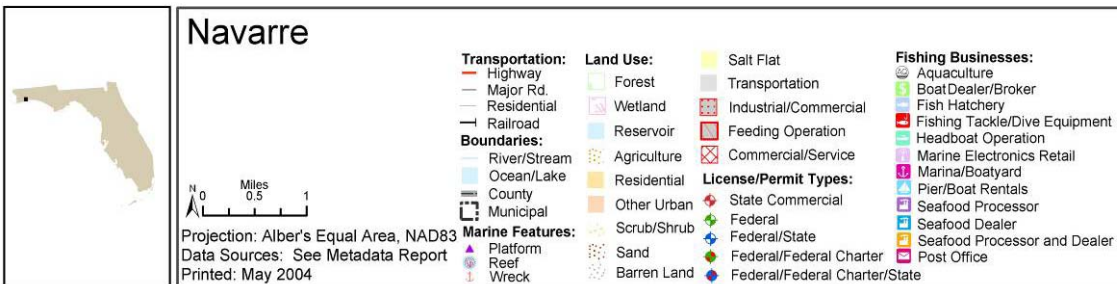 Navarre
N
Miles
0 0.5 1
Projection: Alber's Equal Area, NAD83
Data Sources: See Metadata Report
Printed: May 2004
Transportation:
Highway
Major Rd.
Residential
Railroad
Boundaries:
River/Stream
Ocean/Lake
County
Municipal
Marine Features:
Platform
Reef
Wreck
Land Use:
Forest
Wetland
Reservoir
Agriculture
Residential
Other Urban
Scrub/Shrub
Sand
Barren Land
Salt Flat
Transportation
Industrial/Commercial
Feeding Operation
Commercial/Service
License/Permit Types:
State Commercial
Federal
Federal/State
Federal/Federal Charter
Federal/Federal Charter/State
Fishing Businesses:
Aquaculture
BoatDealer/Broker
Fish Hatchery
Fishing Tackle/Dive Equipment
Headboat Operation
Marine Electronics Retail
Marina/Boatyard
Pier/Boat Rentals
Seafood Processor
Seafood Dealer
Seafood Processor and Dealer
Post Office